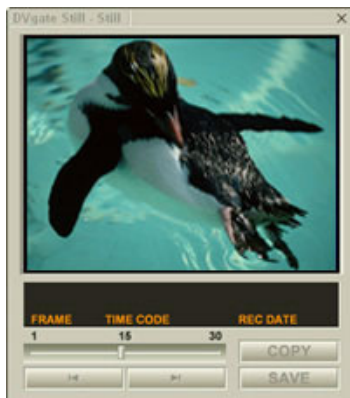 DVgate Still - Still
FRAME TIME CODE REC DATE
1 15 30
COPY
SAVE